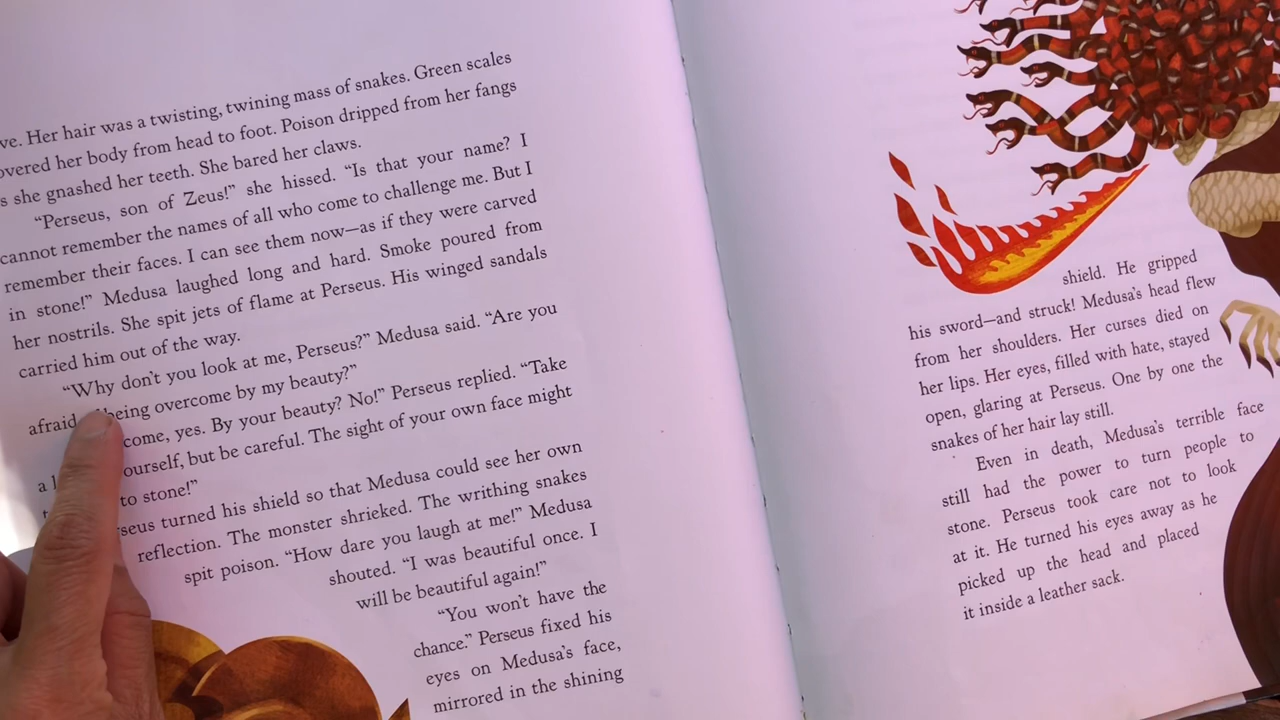 ve. Her hair was a twisting, twining mass of snakes. Green scales
overed her body from head to foot. Poison dripped from her fangs
s she gnashed her teeth. She bared her claws.
“Perseus, son of Zeus!” she hissed. “Is that your name? I
cannot remember the names of all who come to challenge me. But I
remember their faces. I can see them now—as if they were carved
in stone!” Medusa laughed long and hard. Smoke poured from
her nostrils. She spit jets of flame at Perseus. His winged sandals
carried him out of the way.
“Why don’t you look at me, Perseus?” Medusa said. “Are you
afraid being overcome by my beauty?”
come, yes. By your beauty? No!” Perseus replied. “Take
a l ourself, but be careful. The sight of your own face might
to stone!”
rseus turned his shield so that Medusa could see her own
reflection. The monster shrieked. The writhing snakes
spit poison. “How dare you laugh at me!” Medusa
shouted. “I was beautiful once. I
will be beautiful again!”
“You won’t have the
chance.” Perseus fixed his
eyes on Medusa’s face,
mirrored in the shining
shield. He gripped
his sword—and struck! Medusa’s head flew
from her shoulders. Her curses died on
her lips. Her eyes, filled with hate, stayed
open, glaring at Perseus. One by one the
snakes of her hair lay still.
Even in death, Medusa’s terrible face
still had the power to turn people to
stone. Perseus took care not to look
at it. He turned his eyes away as he
picked up the head and placed
it inside a leather sack.